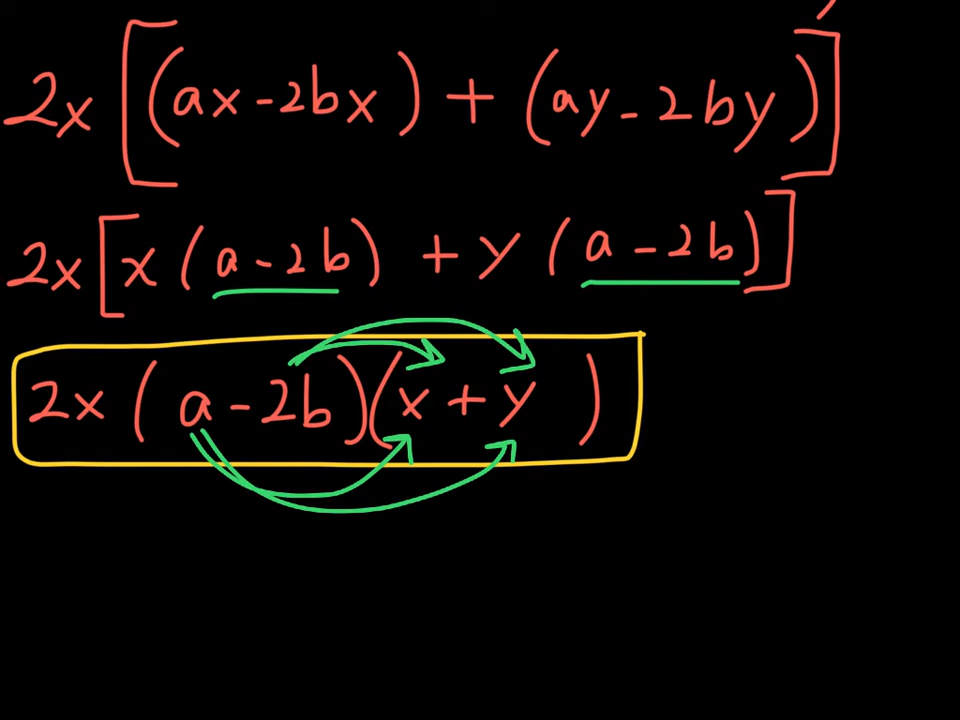 2x [(ax - 2bx) + (ay - 2by)]
2x [x (a - 2b) + y (a - 2b)]
2x (a - 2b)(x + y)